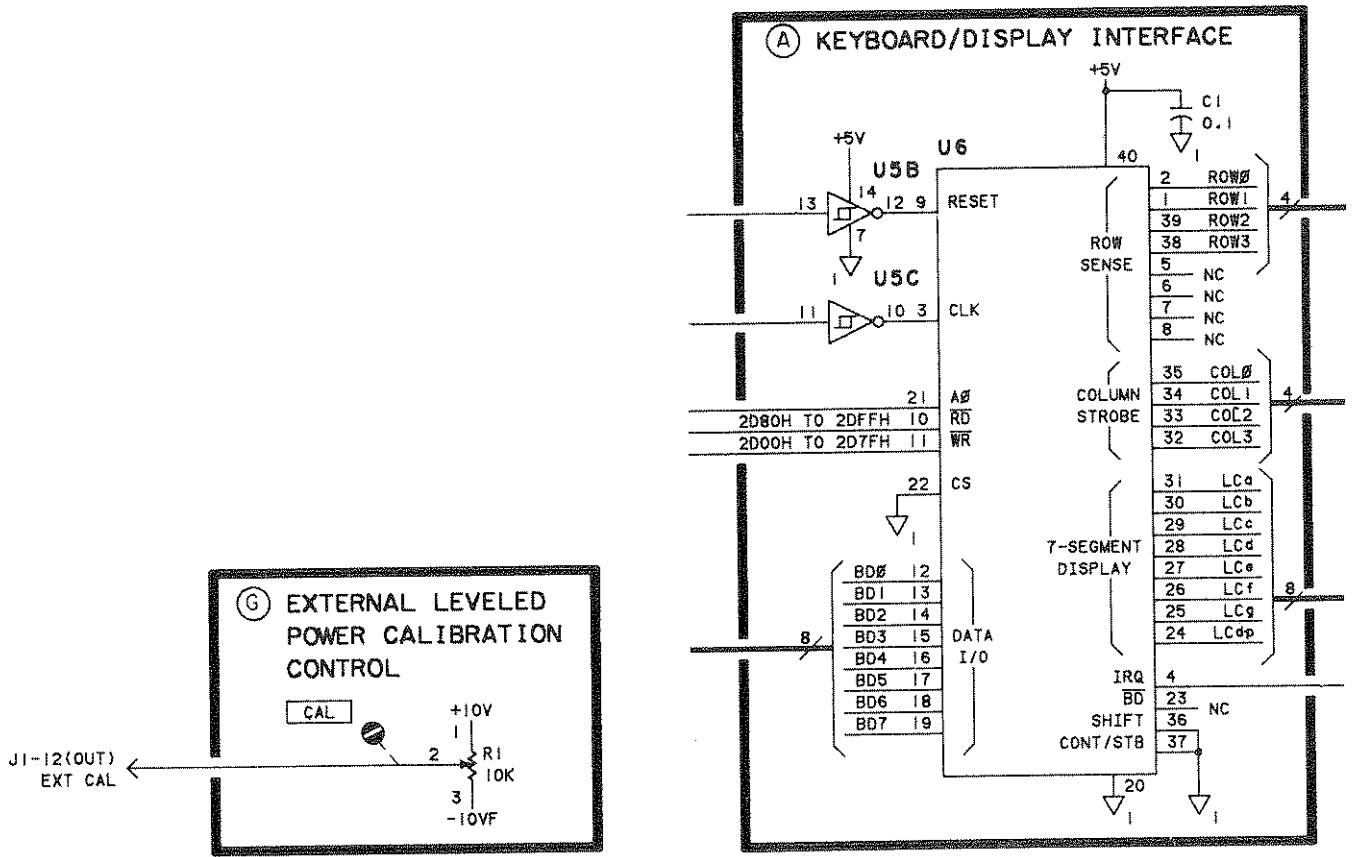 A KEYBOARD/DISPLAY INTERFACE
+5V
C1
0.1
1
+5V
U6
40
U5B
14
13
12 9 RESET
7
1
U5C
11
10 3 CLK
21 AØ
2D80H TO 2DFFH 10 RD
2D00H TO 2D7FH 11 WR
22 CS
1
8
BDØ 12
BD1 13
BD2 14
BD3 15
BD4 16
BD5 17
BD6 18
BD7 19
DATA
I/O
ROW
SENSE
2 ROWØ
1 ROW1
39 ROW2
38 ROW3
5 NC
6 NC
7 NC
8 NC
4
COLUMN
STROBE
35 COLØ
34 COL1
33 COL2
32 COL3
4
7-SEGMENT
DISPLAY
31 LCa
30 LCb
29 LCc
28 LCd
27 LCe
26 LCf
25 LCg
24 LCdp
8
IRQ 4
BD 23 NC
SHIFT 36
CONT/STB 37
20
1
1
G EXTERNAL LEVELED
POWER CALIBRATION
CONTROL
CAL
+10V
1
2
R1
10K
3
-10VF
J1-12(OUT)
EXT CAL